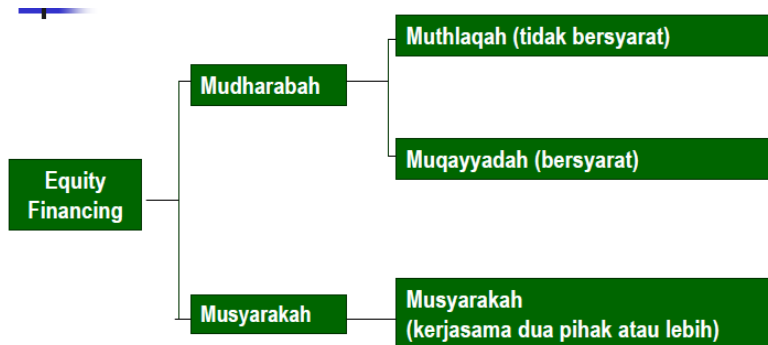 Muthlaqah (tidak bersyarat)
Mudharabah
Muqayyadah (bersyarat)
Equity
Financing
Musyarakah
Musyarakah
(kerjasama dua pihak atau lebih)